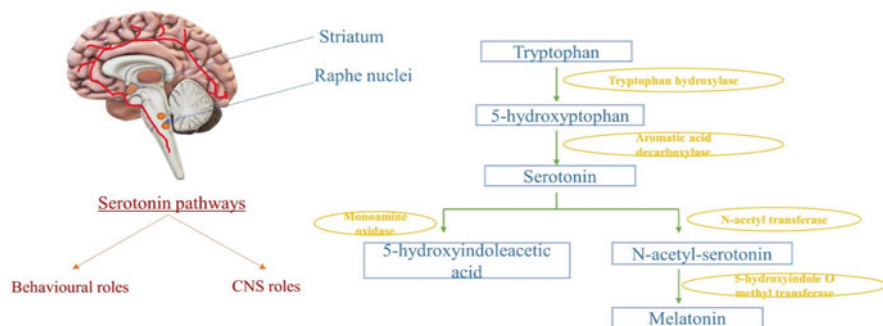 Striatum
Raphe nuclei
Serotonin pathways
Behavioural roles
CNS roles
Tryptophan
Tryptophan hydroxylase
5-hydroxyptophan
Aromatic acid
decarboxylase
Serotonin
Monoamine
oxidase
N-acetyl transferase
5-hydroxyindoleacetic
acid
N-acetyl-serotonin
5-hydroxyindole O
methyl transferase
Melatonin